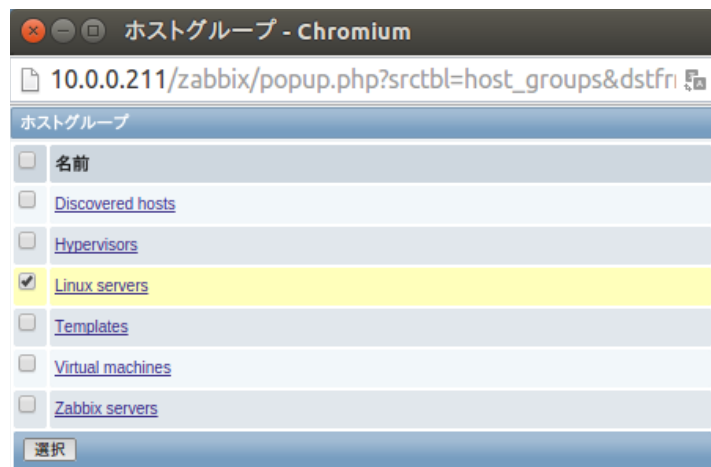 ホストグループ - Chromium
10.0.0.211/zabbix/popup.php?srctbl=host_groups&dstfr
ホストグループ
名前
Discovered hosts
Hypervisors
Linux servers
Templates
Virtual machines
Zabbix servers
選択